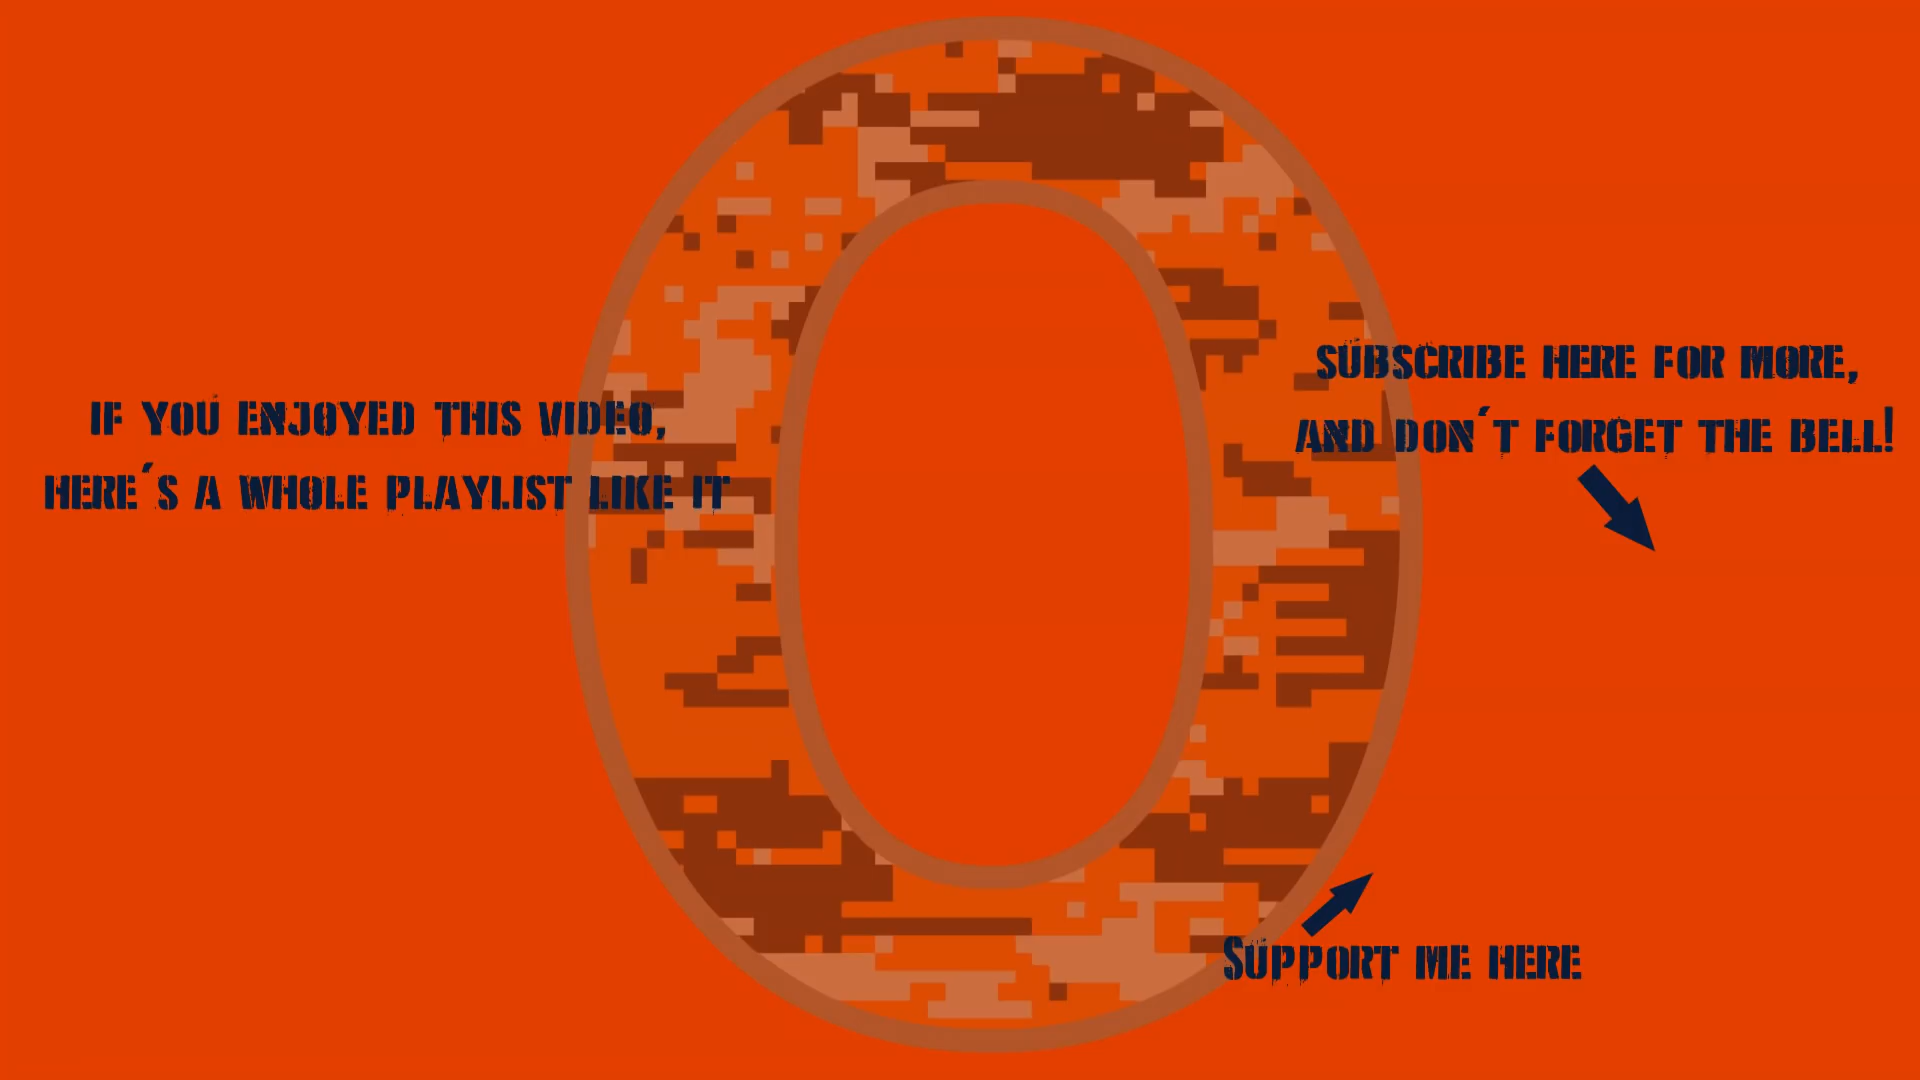 IF YOU ENJOYED THIS VIDEO,
HERE´S A WHOLE PLAYLIST LIKE IT
SUBSCRIBE HERE FOR MORE,
AND DON´T FORGET THE BELL!
SUPPORT ME HERE
O